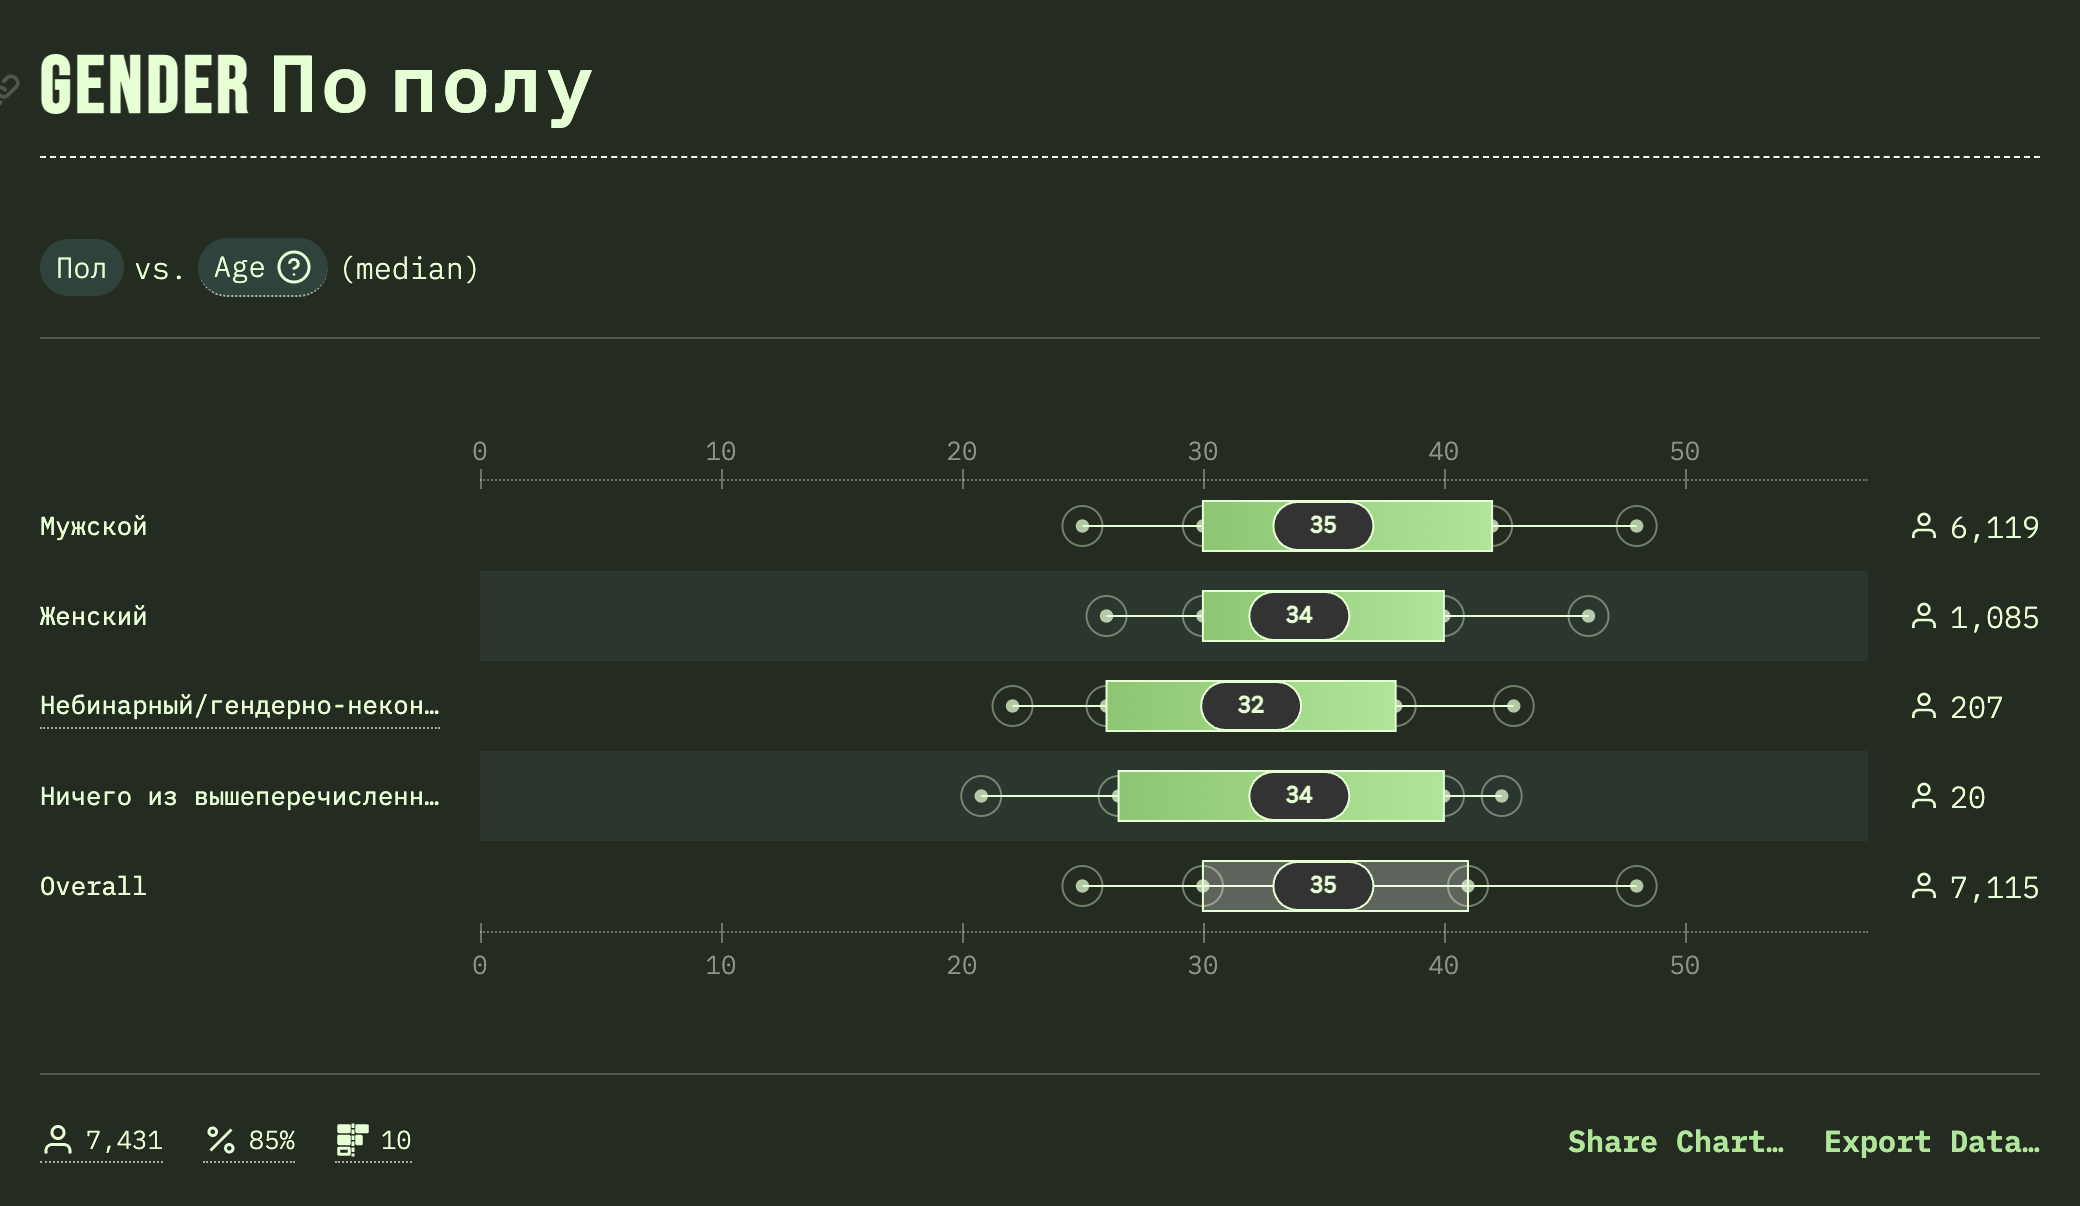 GENDER По полу
Пол vs. Age ? (median)
0 10 20 30 40 50
Мужской 35 6,119
Женский 34 1,085
Небинарный/гендерно-некон… 32 207
Ничего из вышеперечисленн… 34 20
Overall 35 7,115
0 10 20 30 40 50
7,431 % 85% 10 Share Chart… Export Data…